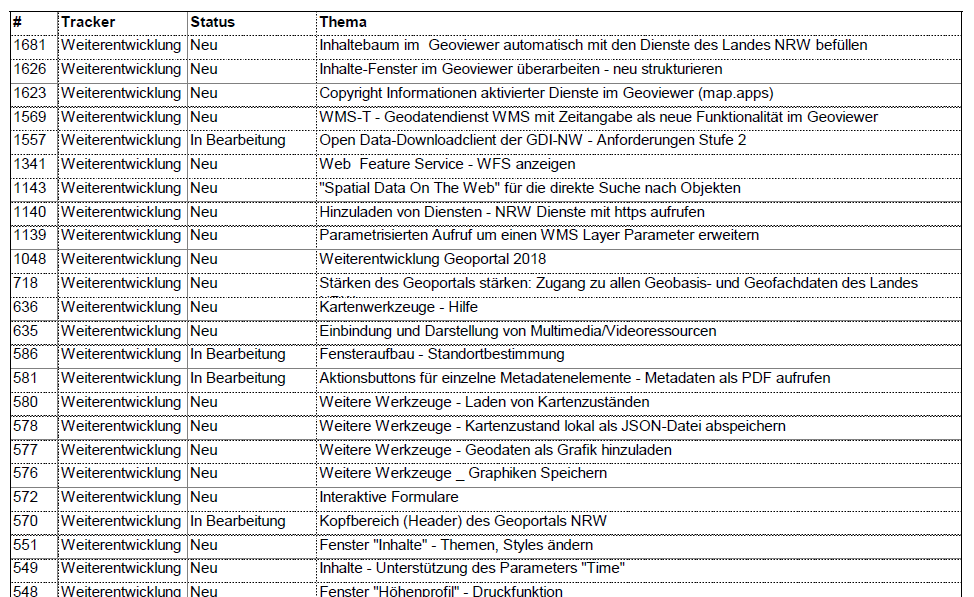 # Tracker Status Thema
1681 Weiterentwicklung Neu Inhaltebaum im  Geoviewer automatisch mit den Dienste des Landes NRW befüllen
1626 Weiterentwicklung Neu Inhalte-Fenster im Geoviewer überarbeiten - neu strukturieren
1623 Weiterentwicklung Neu Copyright Informationen aktivierter Dienste im Geoviewer (map.apps)
1569 Weiterentwicklung Neu WMS-T - Geodatendienst WMS mit Zeitangabe als neue Funktionalität im Geoviewer
1557 Weiterentwicklung In Bearbeitung Open Data-Downloadclient der GDI-NW - Anforderungen Stufe 2
1341 Weiterentwicklung Neu Web  Feature Service - WFS anzeigen
1143 Weiterentwicklung Neu "Spatial Data On The Web" für die direkte Suche nach Objekten
1140 Weiterentwicklung Neu Hinzuladen von Diensten - NRW Dienste mit https aufrufen
1139 Weiterentwicklung Neu Parametrisierten Aufruf um einen WMS Layer Parameter erweitern
1048 Weiterentwicklung Neu Weiterentwicklung Geoportal 2018
718 Weiterentwicklung Neu Stärken des Geoportals stärken: Zugang zu allen Geobasis- und Geofachdaten des Landes
636 Weiterentwicklung Neu Kartenwerkzeuge - Hilfe
635 Weiterentwicklung Neu Einbindung und Darstellung von Multimedia/Videoressourcen
586 Weiterentwicklung In Bearbeitung Fensteraufbau - Standortbestimmung
581 Weiterentwicklung In Bearbeitung Aktionsbuttons für einzelne Metadatenelemente - Metadaten als PDF aufrufen
580 Weiterentwicklung Neu Weitere Werkzeuge - Laden von Kartenzuständen
578 Weiterentwicklung Neu Weitere Werkzeuge - Kartenzustand lokal als JSON-Datei abspeichern
577 Weiterentwicklung Neu Weitere Werkzeuge - Geodaten als Grafik hinzuladen
576 Weiterentwicklung Neu Weitere Werkzeuge _ Graphiken Speichern
572 Weiterentwicklung Neu Interaktive Formulare
570 Weiterentwicklung In Bearbeitung Kopfbereich (Header) des Geoportals NRW
551 Weiterentwicklung Neu Fenster "Inhalte" - Themen, Styles ändern
549 Weiterentwicklung Neu Inhalte - Unterstützung des Parameters "Time"
548 Weiterentwicklung Neu Fenster "Höhenprofil" - Druckfunktion